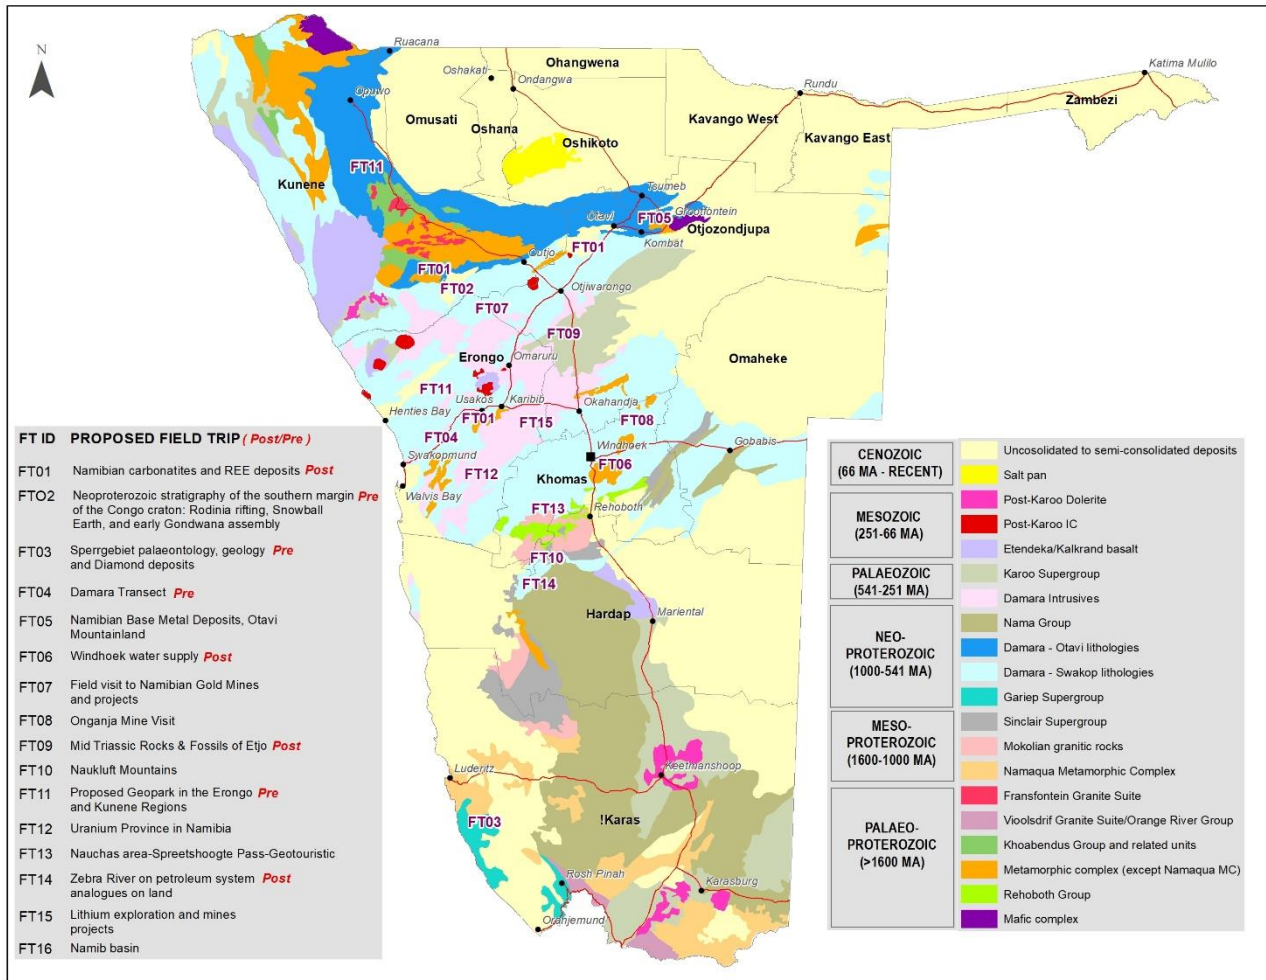 N
Ruacana
Oshakati
Ohangwena
Ondangwa
Katima Mulilo
Rundu
Zambezi
Opuwo
Omusati
Oshana
Kavango West
Kavango East
Oshikoto
FT11
Kunene
Tsumeb
FT05
Grootfontein
Otavi
Otjozondjupa
Kombat
FT01
Outjo
FT01
FT02
Otjiwarongo
FT07
FT09
Omaheke
Erongo
Omaruru
FT11
Usakos
Karibib
Henties Bay
FT01
FT15
Okahandja
FT08
FT04
Windhoek
Gobabis
Swakopmund
FT12
Khomas
FT06
Walvis Bay
FT13
Rehoboth
FT10
FT14
Hardap
Mariental
Luderitz
Keetmanshoop
FT03
!Karas
Rosh Pinah
Karasburg
Oranjemund
FT ID PROPOSED FIELD TRIP ( Post/Pre )
FT01 Namibian carbonatites and REE deposits Post
FTO2 Neoproterozoic stratigraphy of the southern margin Pre
of the Congo craton: Rodinia rifting, Snowball
Earth, and early Gondwana assembly
FT03 Sperrgebiet palaeontology, geology Pre
and Diamond deposits
FT04 Damara Transect Pre
FT05 Namibian Base Metal Deposits, Otavi
Mountainland
FT06 Windhoek water supply Post
FT07 Field visit to Namibian Gold Mines
and projects
FT08 Onganja Mine Visit
FT09 Mid Triassic Rocks & Fossils of Etjo Post
FT10 Naukluft Mountains
FT11 Proposed Geopark in the Erongo Pre
and Kunene Regions
FT12 Uranium Province in Namibia
FT13 Nauchas area-Spreetshoogte Pass-Geotouristic
FT14 Zebra River on petroleum system Post
analogues on land
FT15 Lithium exploration and mines
projects
FT16 Namib basin
CENOZOIC
(66 MA - RECENT)
MESOZOIC
(251-66 MA)
PALAEOZOIC
(541-251 MA)
NEO-
PROTEROZOIC
(1000-541 MA)
MESO-
PROTEROZOIC
(1600-1000 MA)
PALAEO-
PROTEROZOIC
(>1600 MA)
Uncosolidated to semi-consolidated deposits
Salt pan
Post-Karoo Dolerite
Post-Karoo IC
Etendeka/Kalkrand basalt
Karoo Supergroup
Damara Intrusives
Nama Group
Damara - Otavi lithologies
Damara - Swakop lithologies
Gariep Supergroup
Sinclair Supergroup
Mokolian granitic rocks
Namaqua Metamorphic Complex
Fransfontein Granite Suite
Vioolsdrif Granite Suite/Orange River Group
Khoabendus Group and related units
Metamorphic complex (except Namaqua MC)
Rehoboth Group
Mafic complex